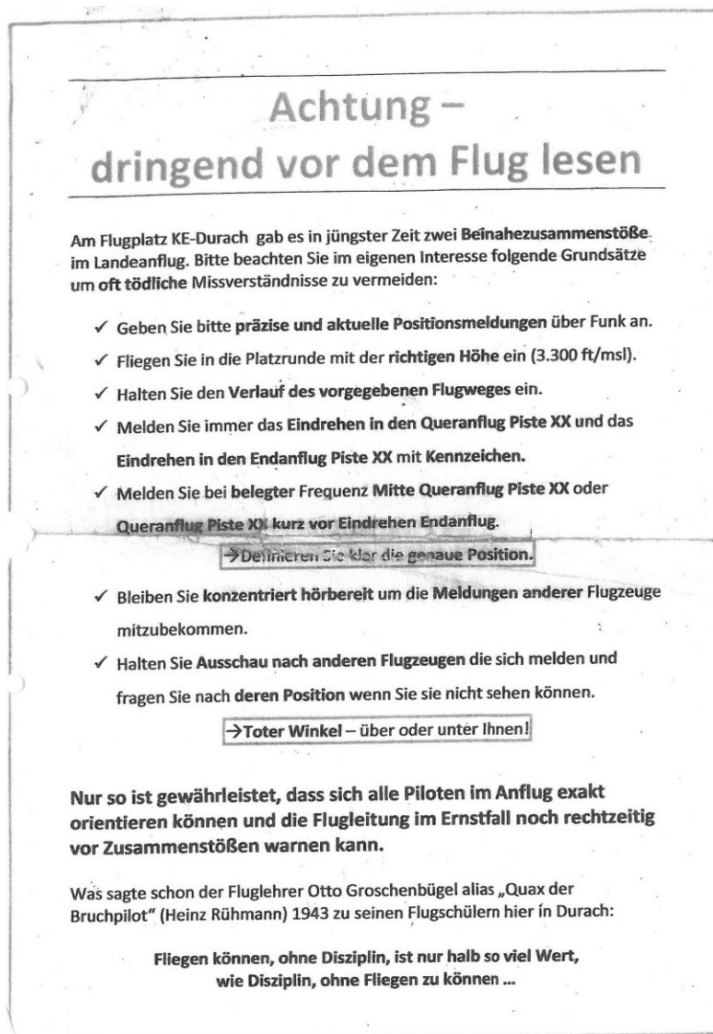 Achtung –
dringend vor dem Flug lesen
Am Flugplatz KE-Durach gab es in jüngster Zeit zwei Beinahezusammenstöße
im Landeanflug. Bitte beachten Sie im eigenen Interesse folgende Grundsätze
um oft tödliche Missverständnisse zu vermeiden:
✓ Geben Sie bitte präzise und aktuelle Positionsmeldungen über Funk an.
✓ Fliegen Sie in die Platzrunde mit der richtigen Höhe ein (3.300 ft/msl).
✓ Halten Sie den Verlauf des vorgegebenen Flugweges ein.
✓ Melden Sie immer das Eindrehen in den Queranflug Piste XX und das
Eindrehen in den Endanflug Piste XX mit Kennzeichen.
✓ Melden Sie bei belegter Frequenz Mitte Queranflug Piste XX oder
Queranflug Piste XX kurz vor Eindrehen Endanflug.
→Definieren Sie klar die genaue Position.
✓ Bleiben Sie konzentriert hörbereit um die Meldungen anderer Flugzeuge
mitzubekommen.
✓ Halten Sie Ausschau nach anderen Flugzeugen die sich melden und
fragen Sie nach deren Position wenn Sie sie nicht sehen können.
→Toter Winkel – über oder unter Ihnen!
Nur so ist gewährleistet, dass sich alle Piloten im Anflug exakt
orientieren können und die Flugleitung im Ernstfall noch rechtzeitig
vor Zusammenstößen warnen kann.
Was sagte schon der Fluglehrer Otto Groschenbügel alias „Quax der
Bruchpilot“ (Heinz Rühmann) 1943 zu seinen Flugschülern hier in Durach:
Fliegen können, ohne Disziplin, ist nur halb so viel Wert,
wie Disziplin, ohne Fliegen zu können ...